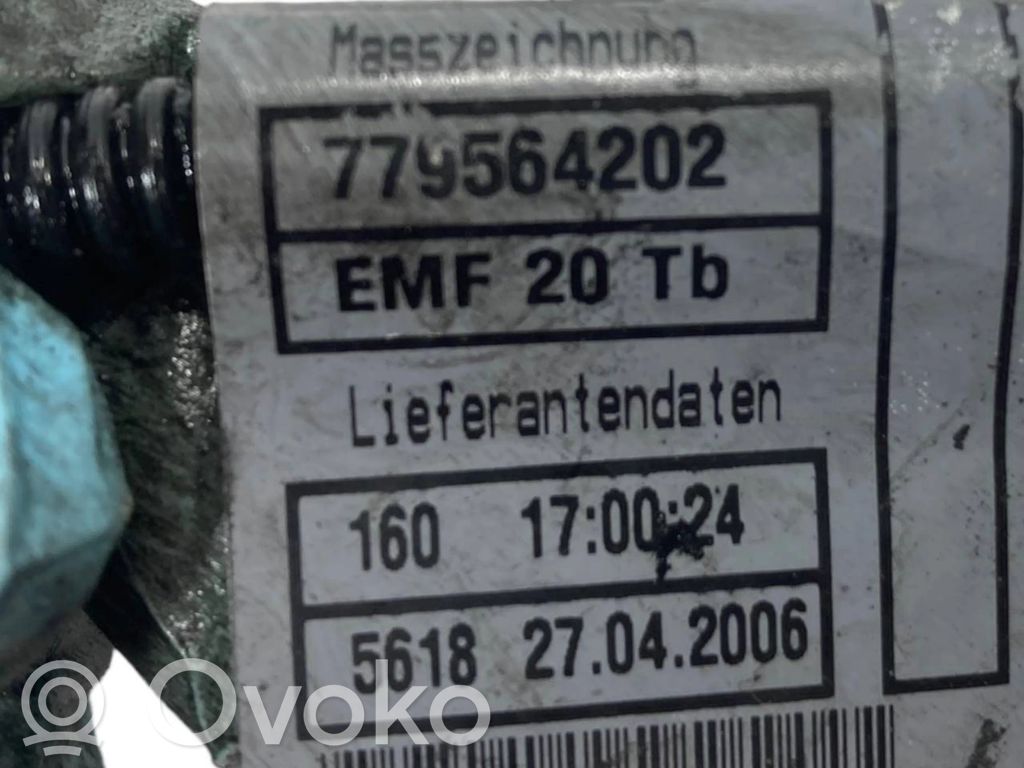 Masszeichnung
779564202
EMF 20 Tb
Lieferantendaten
160 17:00:24
5618 27.04.2006
Ovoko